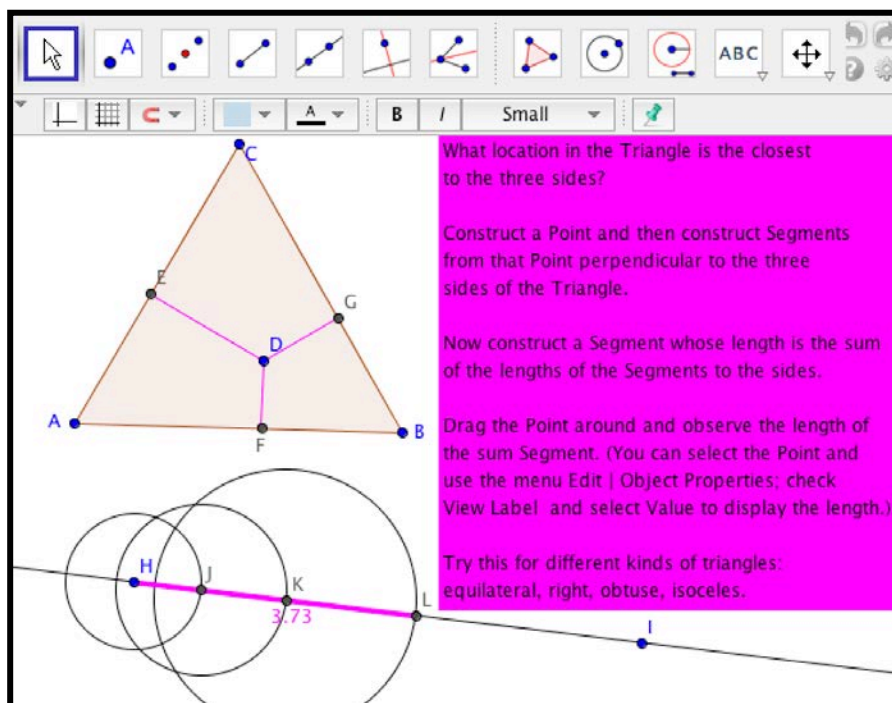 A
ABC
A
B
I
Small
C
E
G
D
A
F
B
What location in the Triangle is the closest
to the three sides?
Construct a Point and then construct Segments
from that Point perpendicular to the three
sides of the Triangle.
Now construct a Segment whose length is the sum
of the lengths of the Segments to the sides.
Drag the Point around and observe the length of
the sum Segment. (You can select the Point and
use the menu Edit | Object Properties; check
View Label  and select Value to display the length.)
Try this for different kinds of triangles:
equilateral, right, obtuse, isoceles.
H
J
K
L
3.73
I